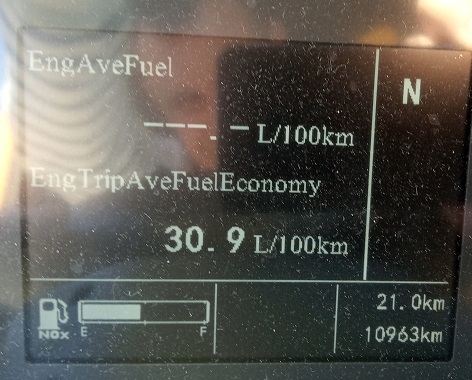 EngAveFuel
N
---.- L/100km
EngTripAveFuelEconomy
30.9 L/100km
NOX E F
21.0km
10963km